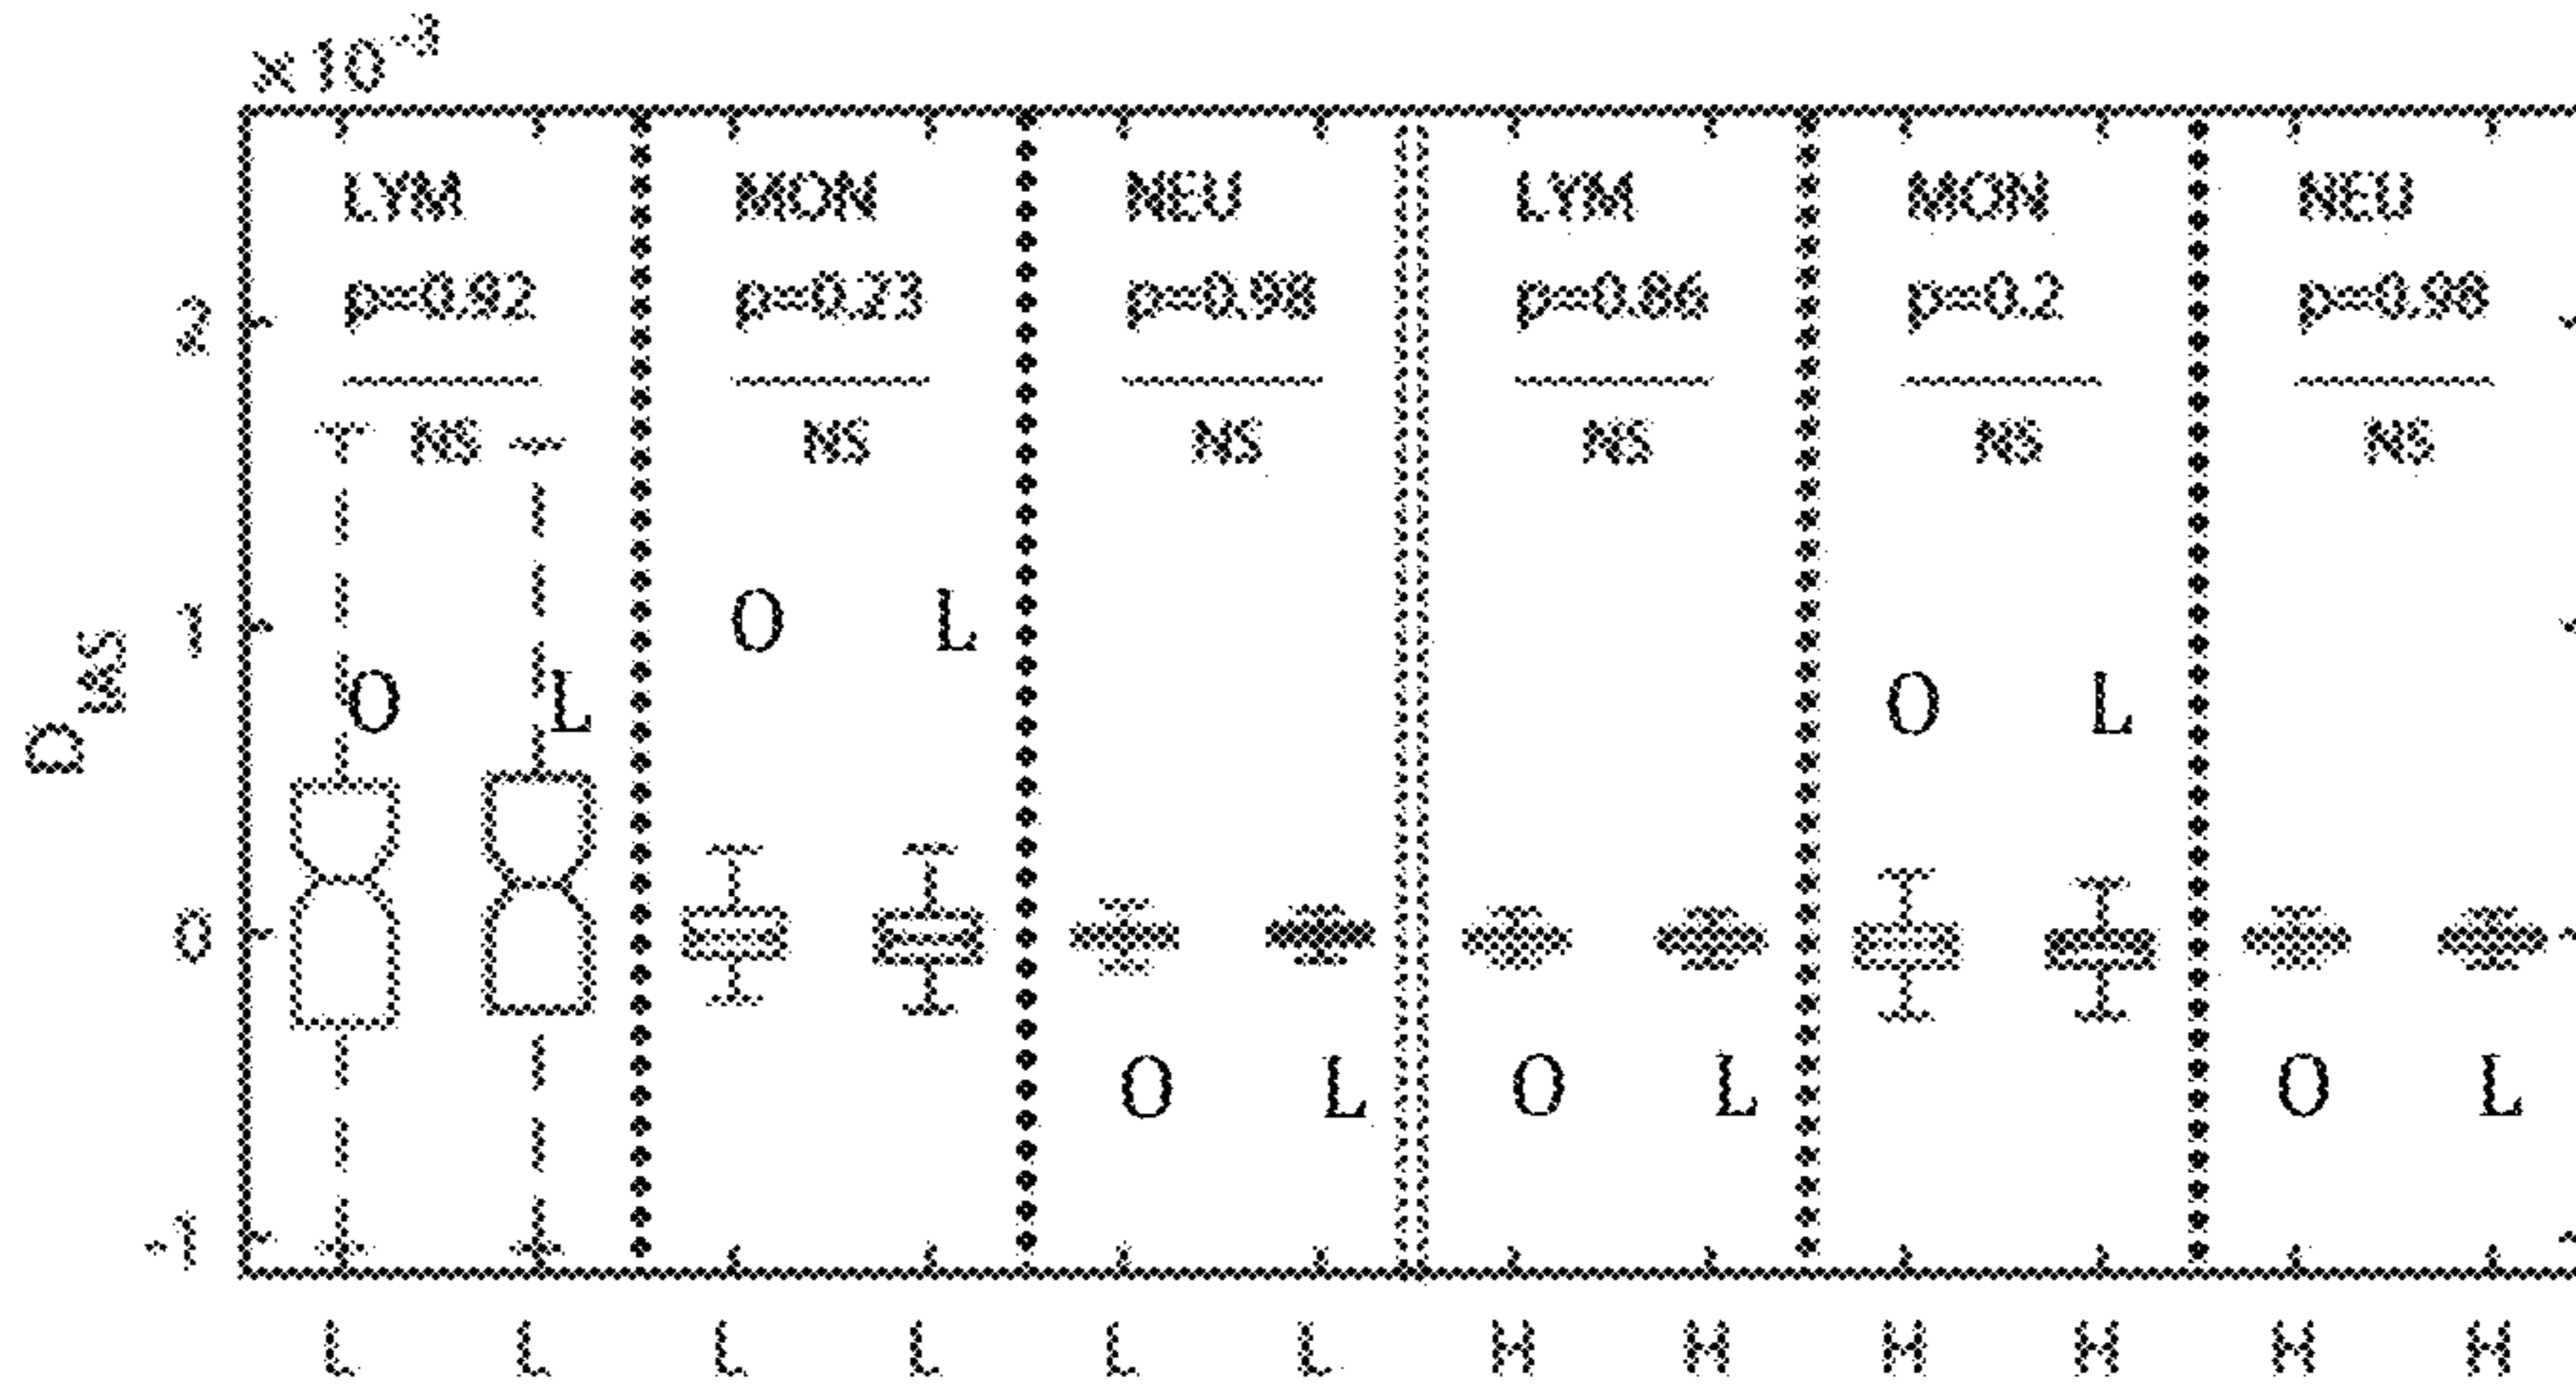 ×10⁻³
LYM MON NEU LYM MON NEU
p=0.92 p=0.23 p=0.98 p=0.86 p=0.2 p=0.98
2
NS NS NS NS NS NS
O L
1
O L O L
D MS
0
O L O L O L
-1
L L L L L L H H H H H H